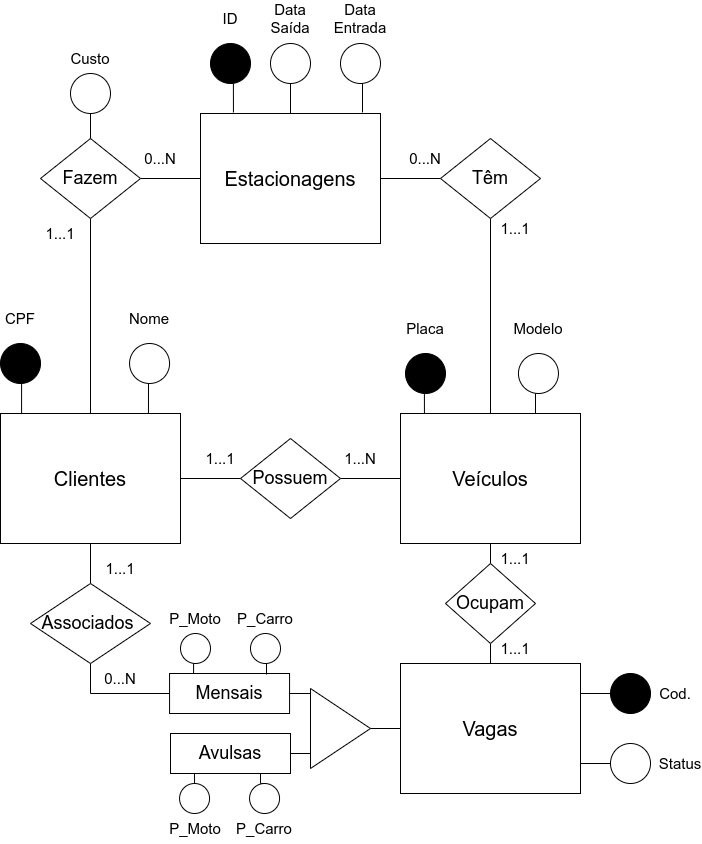 ID
Data
Saída
Data
Entrada
Custo
Fazem
0...N
Estacionagens
0...N
Têm
1...1
1...1
CPF
Nome
Placa
Modelo
Clientes
1...1
Possuem
1...N
Veículos
1...1
1...1
Associados
Ocupam
P_Moto
P_Carro
1...1
0...N
Mensais
Cod.
Vagas
Avulsas
Status
P_Moto
P_Carro